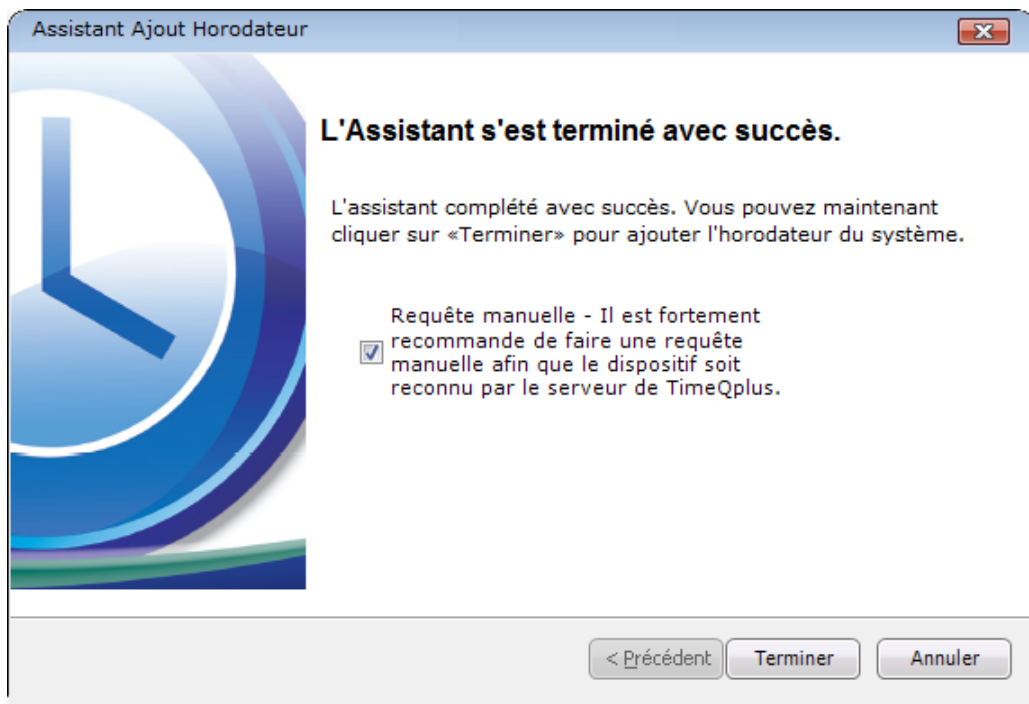 Assistant Ajout Horodateur
L'Assistant s'est terminé avec succès.
L'assistant complété avec succès. Vous pouvez maintenant
cliquer sur «Terminer» pour ajouter l'horodateur du système.
Requête manuelle - Il est fortement
recommande de faire une requête
manuelle afin que le dispositif soit
reconnu par le serveur de TimeQplus.
< Précédent
Terminer
Annuler